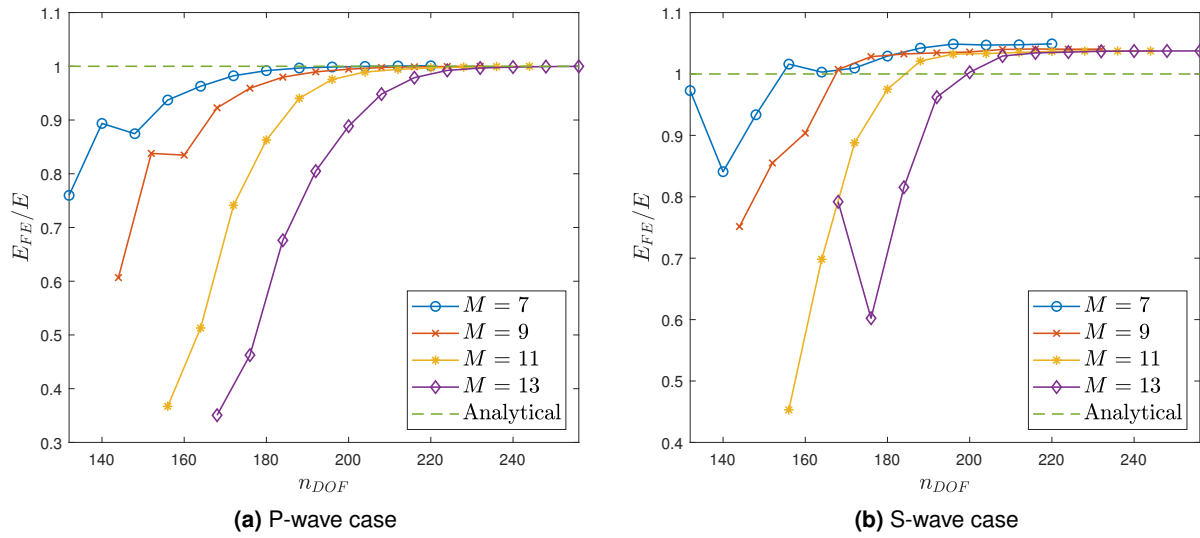 1.1
1
0.9
0.8
0.7
0.6
0.5
0.4
0.3
E_{FE}/E
140 160 180 200 220 240
n_{DOF}
M = 7
M = 9
M = 11
M = 13
Analytical
(a) P-wave case
1.1
1
0.9
0.8
0.7
0.6
0.5
0.4
E_{FE}/E
140 160 180 200 220 240
n_{DOF}
M = 7
M = 9
M = 11
M = 13
Analytical
(b) S-wave case